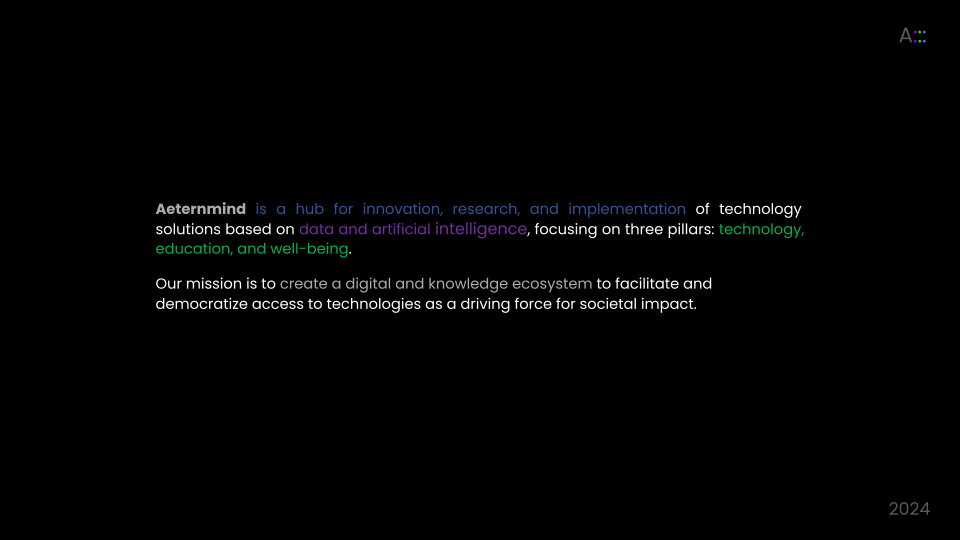 A:::
Aeternmind is a hub for innovation, research, and implementation of technology
solutions based on data and artificial intelligence, focusing on three pillars: technology,
education, and well-being.
Our mission is to create a digital and knowledge ecosystem to facilitate and
democratize access to technologies as a driving force for societal impact.
2024